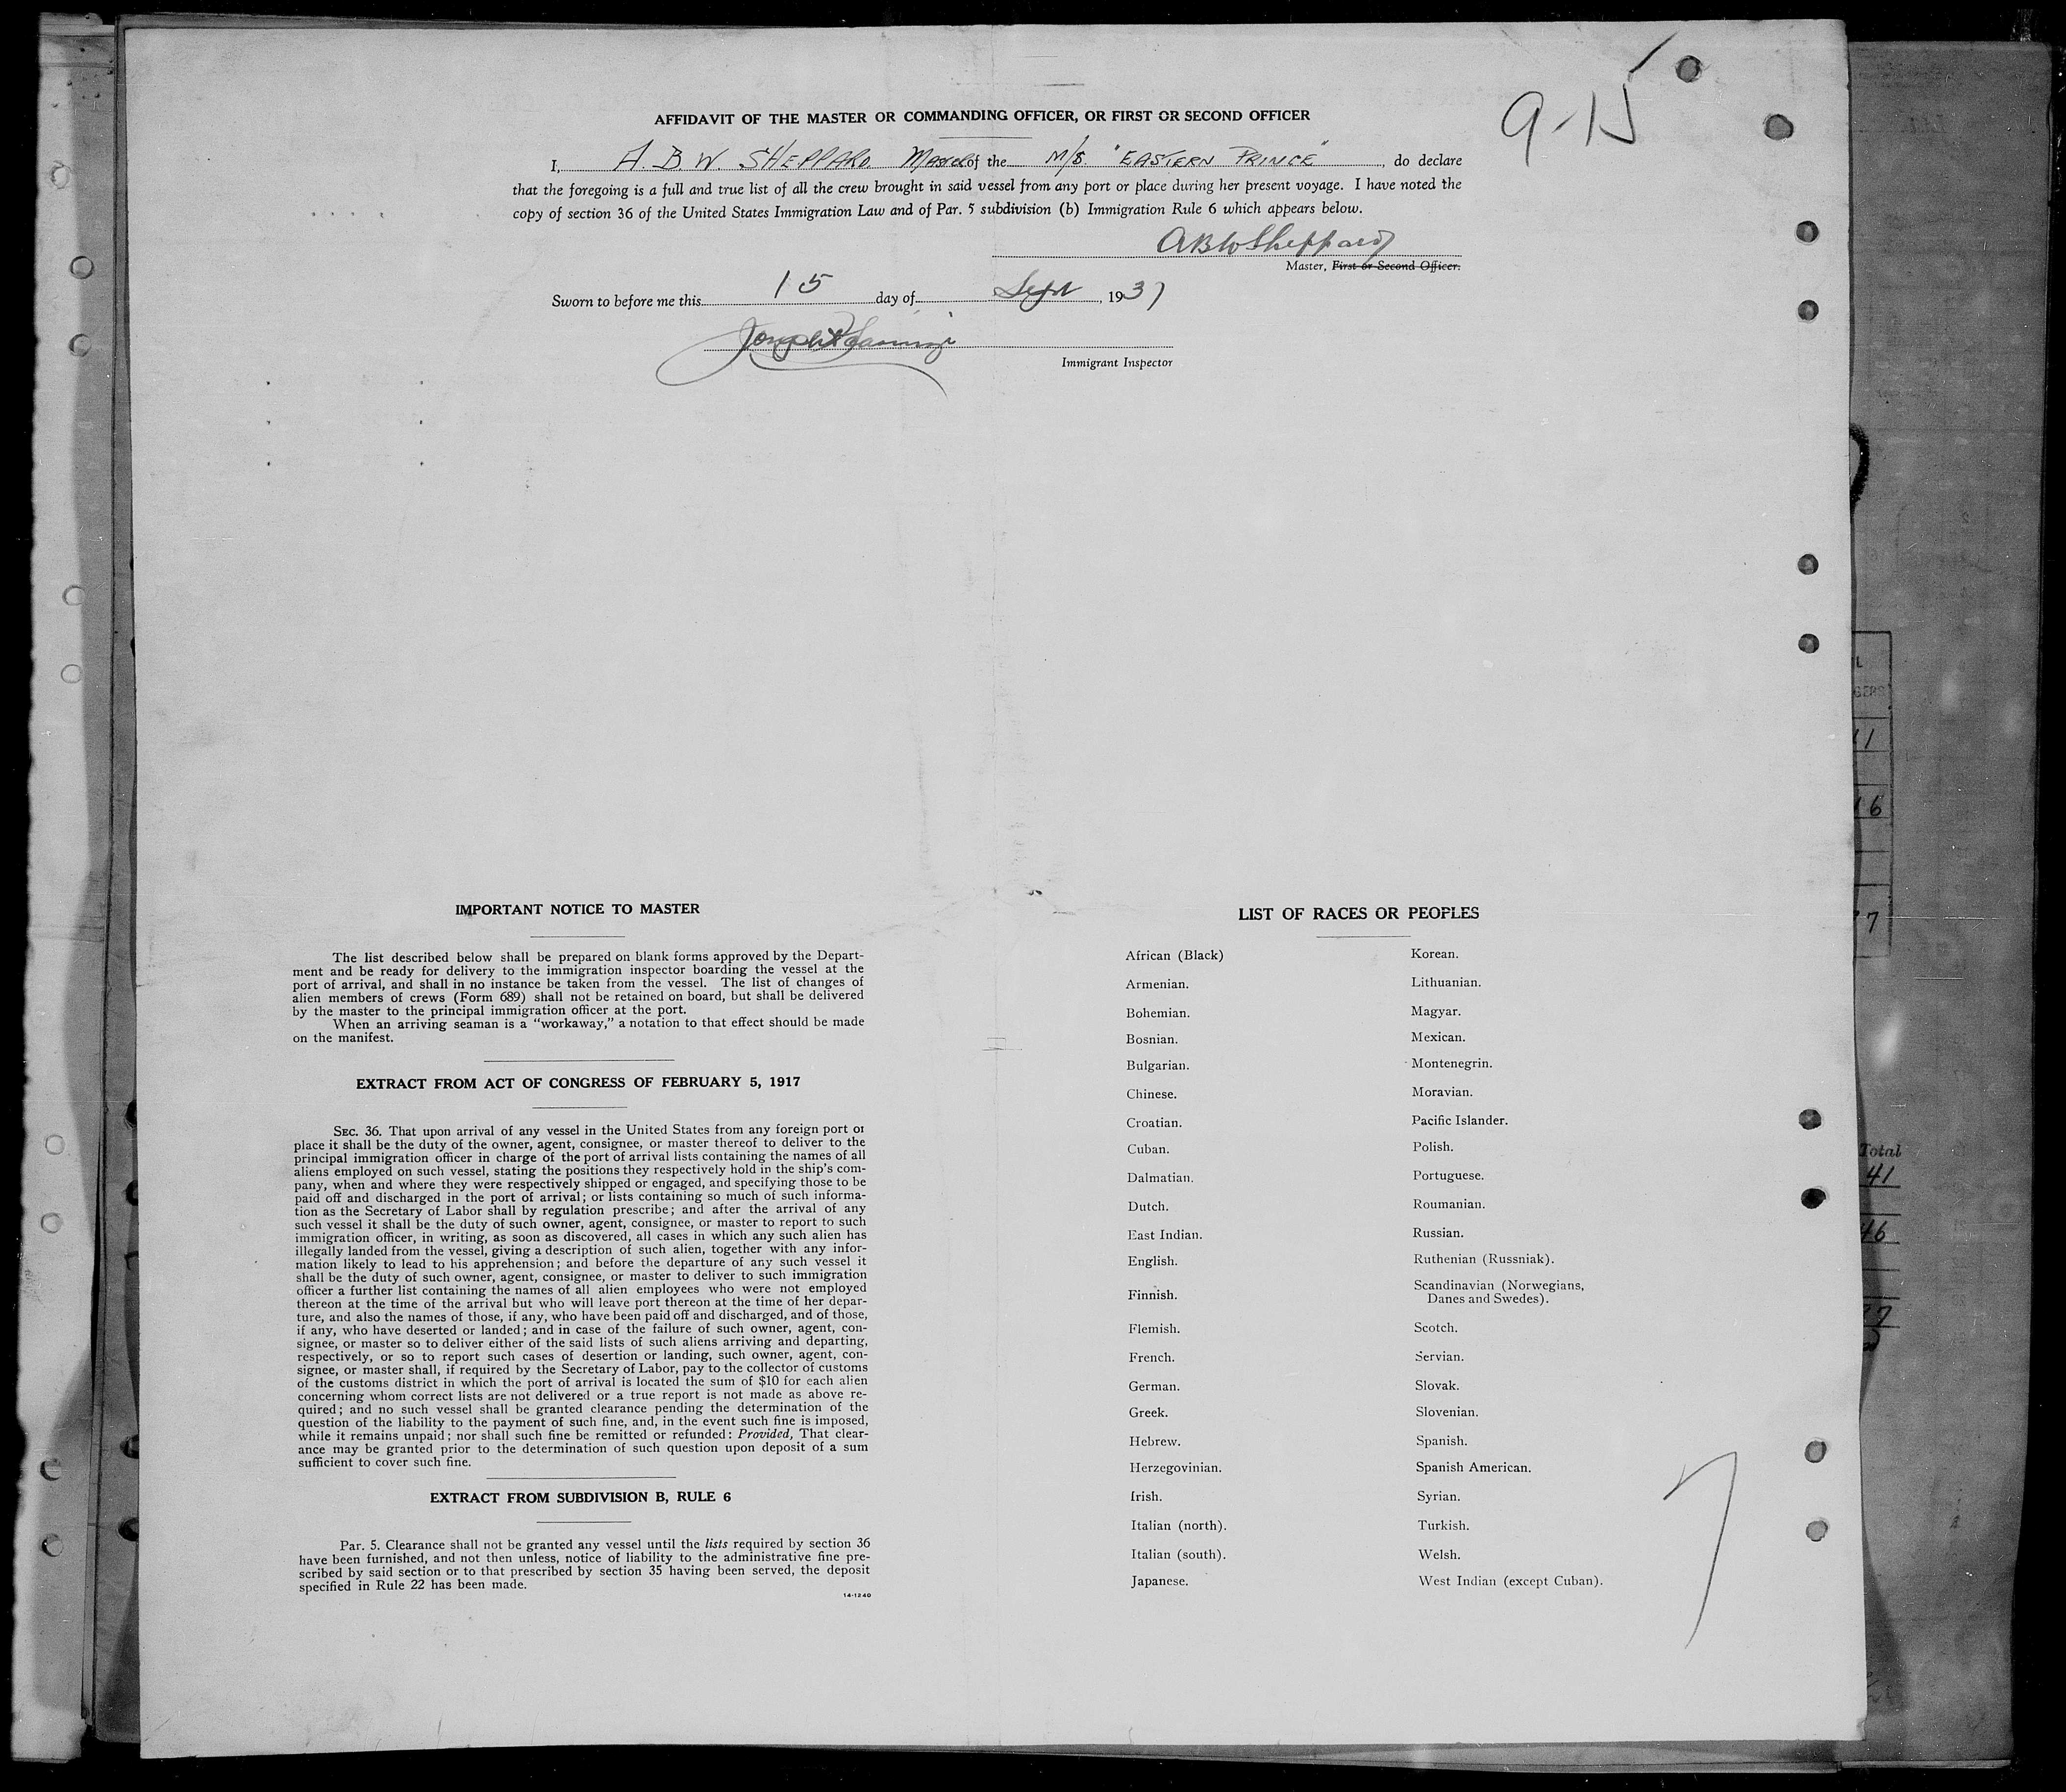 9-15
AFFIDAVIT OF THE MASTER OR COMMANDING OFFICER, OR FIRST OR SECOND OFFICER
I, A. B. W. SHEPPARD Master of the M/S. "EASTERN PRINCE", do declare
that the foregoing is a full and true list of all the crew brought in said vessel from any port or place during her present voyage. I have noted the
copy of section 36 of the United States Immigration Law and of Par. 5 subdivision (b) Immigration Rule 6 which appears below.
ABW Sheppard
Master, First or Second Officer.
Sworn to before me this 15 day of Sept, 1937
Joseph
Immigrant Inspector
IMPORTANT NOTICE TO MASTER
The list described below shall be prepared on blank forms approved by the Depart-
ment and be ready for delivery to the immigration inspector boarding the vessel at the
port of arrival, and shall in no instance be taken from the vessel. The list of changes of
alien members of crews (Form 689) shall not be retained on board, but shall be delivered
by the master to the principal immigration officer at the port.
When an arriving seaman is a "workaway," a notation to that effect should be made
on the manifest.
EXTRACT FROM ACT OF CONGRESS OF FEBRUARY 5, 1917
SEC. 36. That upon arrival of any vessel in the United States from any foreign port or
place it shall be the duty of the owner, agent, consignee, or master thereof to deliver to the
principal immigration officer in charge of the port of arrival lists containing the names of all
aliens employed on such vessel, stating the positions they respectively hold in the ship's com-
pany, when and where they were respectively shipped or engaged, and specifying those to be
paid off and discharged in the port of arrival; or lists containing so much of such informa-
tion as the Secretary of Labor shall by regulation prescribe; and after the arrival of any
such vessel it shall be the duty of such owner, agent, consignee, or master to report to such
immigration officer, in writing, as soon as discovered, all cases in which any such alien has
illegally landed from the vessel, giving a description of such alien, together with any infor-
mation likely to lead to his apprehension; and before the departure of any such vessel it
shall be the duty of such owner, agent, consignee, or master to deliver to such immigration
officer a further list containing the names of all alien employees who were not employed
thereon at the time of the arrival but who will leave port thereon at the time of her depar-
ture, and also the names of those, if any, who have been paid off and discharged, and of those,
if any, who have deserted or landed; and in case of the failure of such owner, agent, con-
signee, or master so to deliver either of the said lists of such aliens arriving and departing,
respectively, or so to report such cases of desertion or landing, such owner, agent, con-
signee, or master shall, if required by the Secretary of Labor, pay to the collector of customs
of the customs district in which the port of arrival is located the sum of $10 for each alien
concerning whom correct lists are not delivered or a true report is not made as above re-
quired; and no such vessel shall be granted clearance pending the determination of the
question of the liability to the payment of such fine, and, in the event such fine is imposed,
while it remains unpaid; nor shall such fine be remitted or refunded: Provided, That clear-
ance may be granted prior to the determination of such question upon deposit of a sum
sufficient to cover such fine.
EXTRACT FROM SUBDIVISION B, RULE 6
Par. 5. Clearance shall not be granted any vessel until the lists required by section 36
have been furnished, and not then unless, notice of liability to the administrative fine pre-
scribed by said section or to that prescribed by section 35 having been served, the deposit
specified in Rule 22 has been made.
14-1240
LIST OF RACES OR PEOPLES
African (Black)
Armenian.
Bohemian.
Bosnian.
Bulgarian.
Chinese.
Croatian.
Cuban.
Dalmatian.
Dutch.
East Indian.
English.
Finnish.
Flemish.
French.
German.
Greek.
Hebrew.
Herzegovinian.
Irish.
Italian (north).
Italian (south).
Japanese.
Korean.
Lithuanian.
Magyar.
Mexican.
Montenegrin.
Moravian.
Pacific Islander.
Polish.
Portuguese.
Roumanian.
Russian.
Ruthenian (Russniak).
Scandinavian (Norwegians,
Danes and Swedes).
Scotch.
Servian.
Slovak.
Slovenian.
Spanish.
Spanish American.
Syrian.
Turkish.
Welsh.
West Indian (except Cuban).
7
Total
41
46